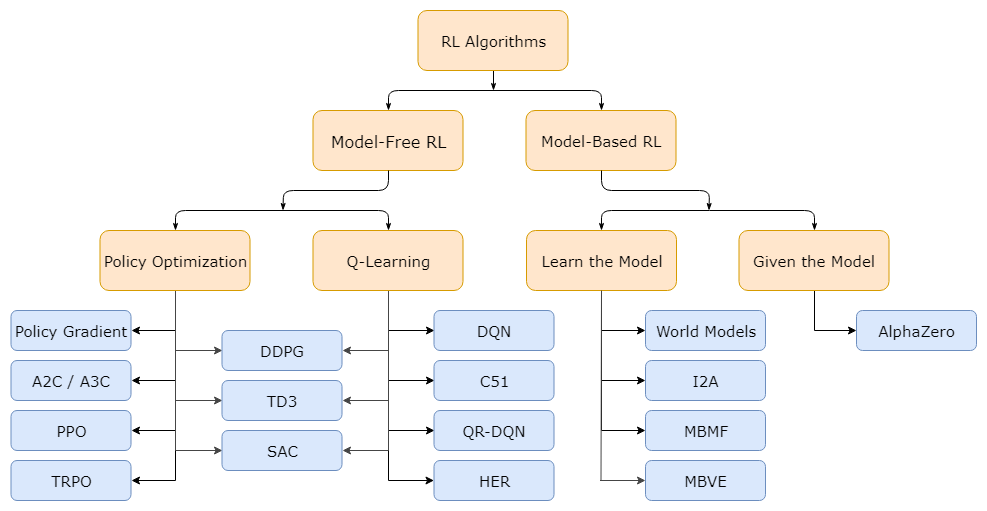 RL Algorithms
Model-Free RL
Model-Based RL
Policy Optimization
Q-Learning
Learn the Model
Given the Model
Policy Gradient
A2C / A3C
PPO
TRPO
DDPG
TD3
SAC
DQN
C51
QR-DQN
HER
World Models
I2A
MBMF
MBVE
AlphaZero